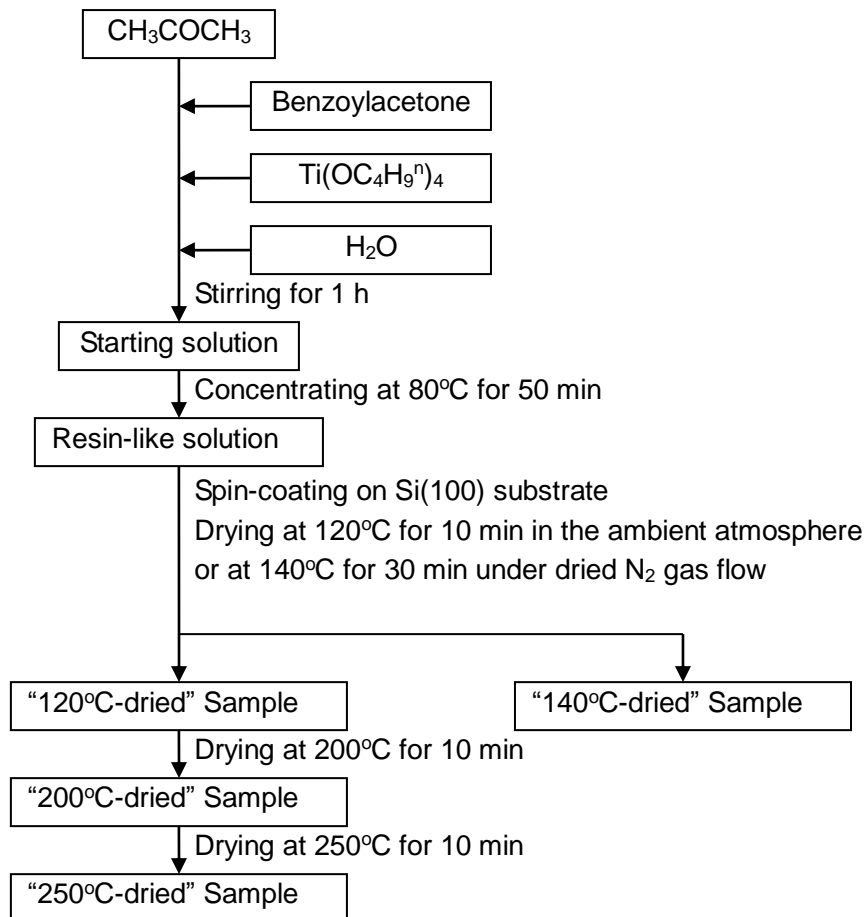 CH₃COCH₃
Benzoylacetone
Ti(OC₄H₉ⁿ)₄
H₂O
Stirring for 1 h
Starting solution
Concentrating at 80°C for 50 min
Resin-like solution
Spin-coating on Si(100) substrate
Drying at 120°C for 10 min in the ambient atmosphere
or at 140°C for 30 min under dried N₂ gas flow
“120°C-dried” Sample
“140°C-dried” Sample
Drying at 200°C for 10 min
“200°C-dried” Sample
Drying at 250°C for 10 min
“250°C-dried” Sample